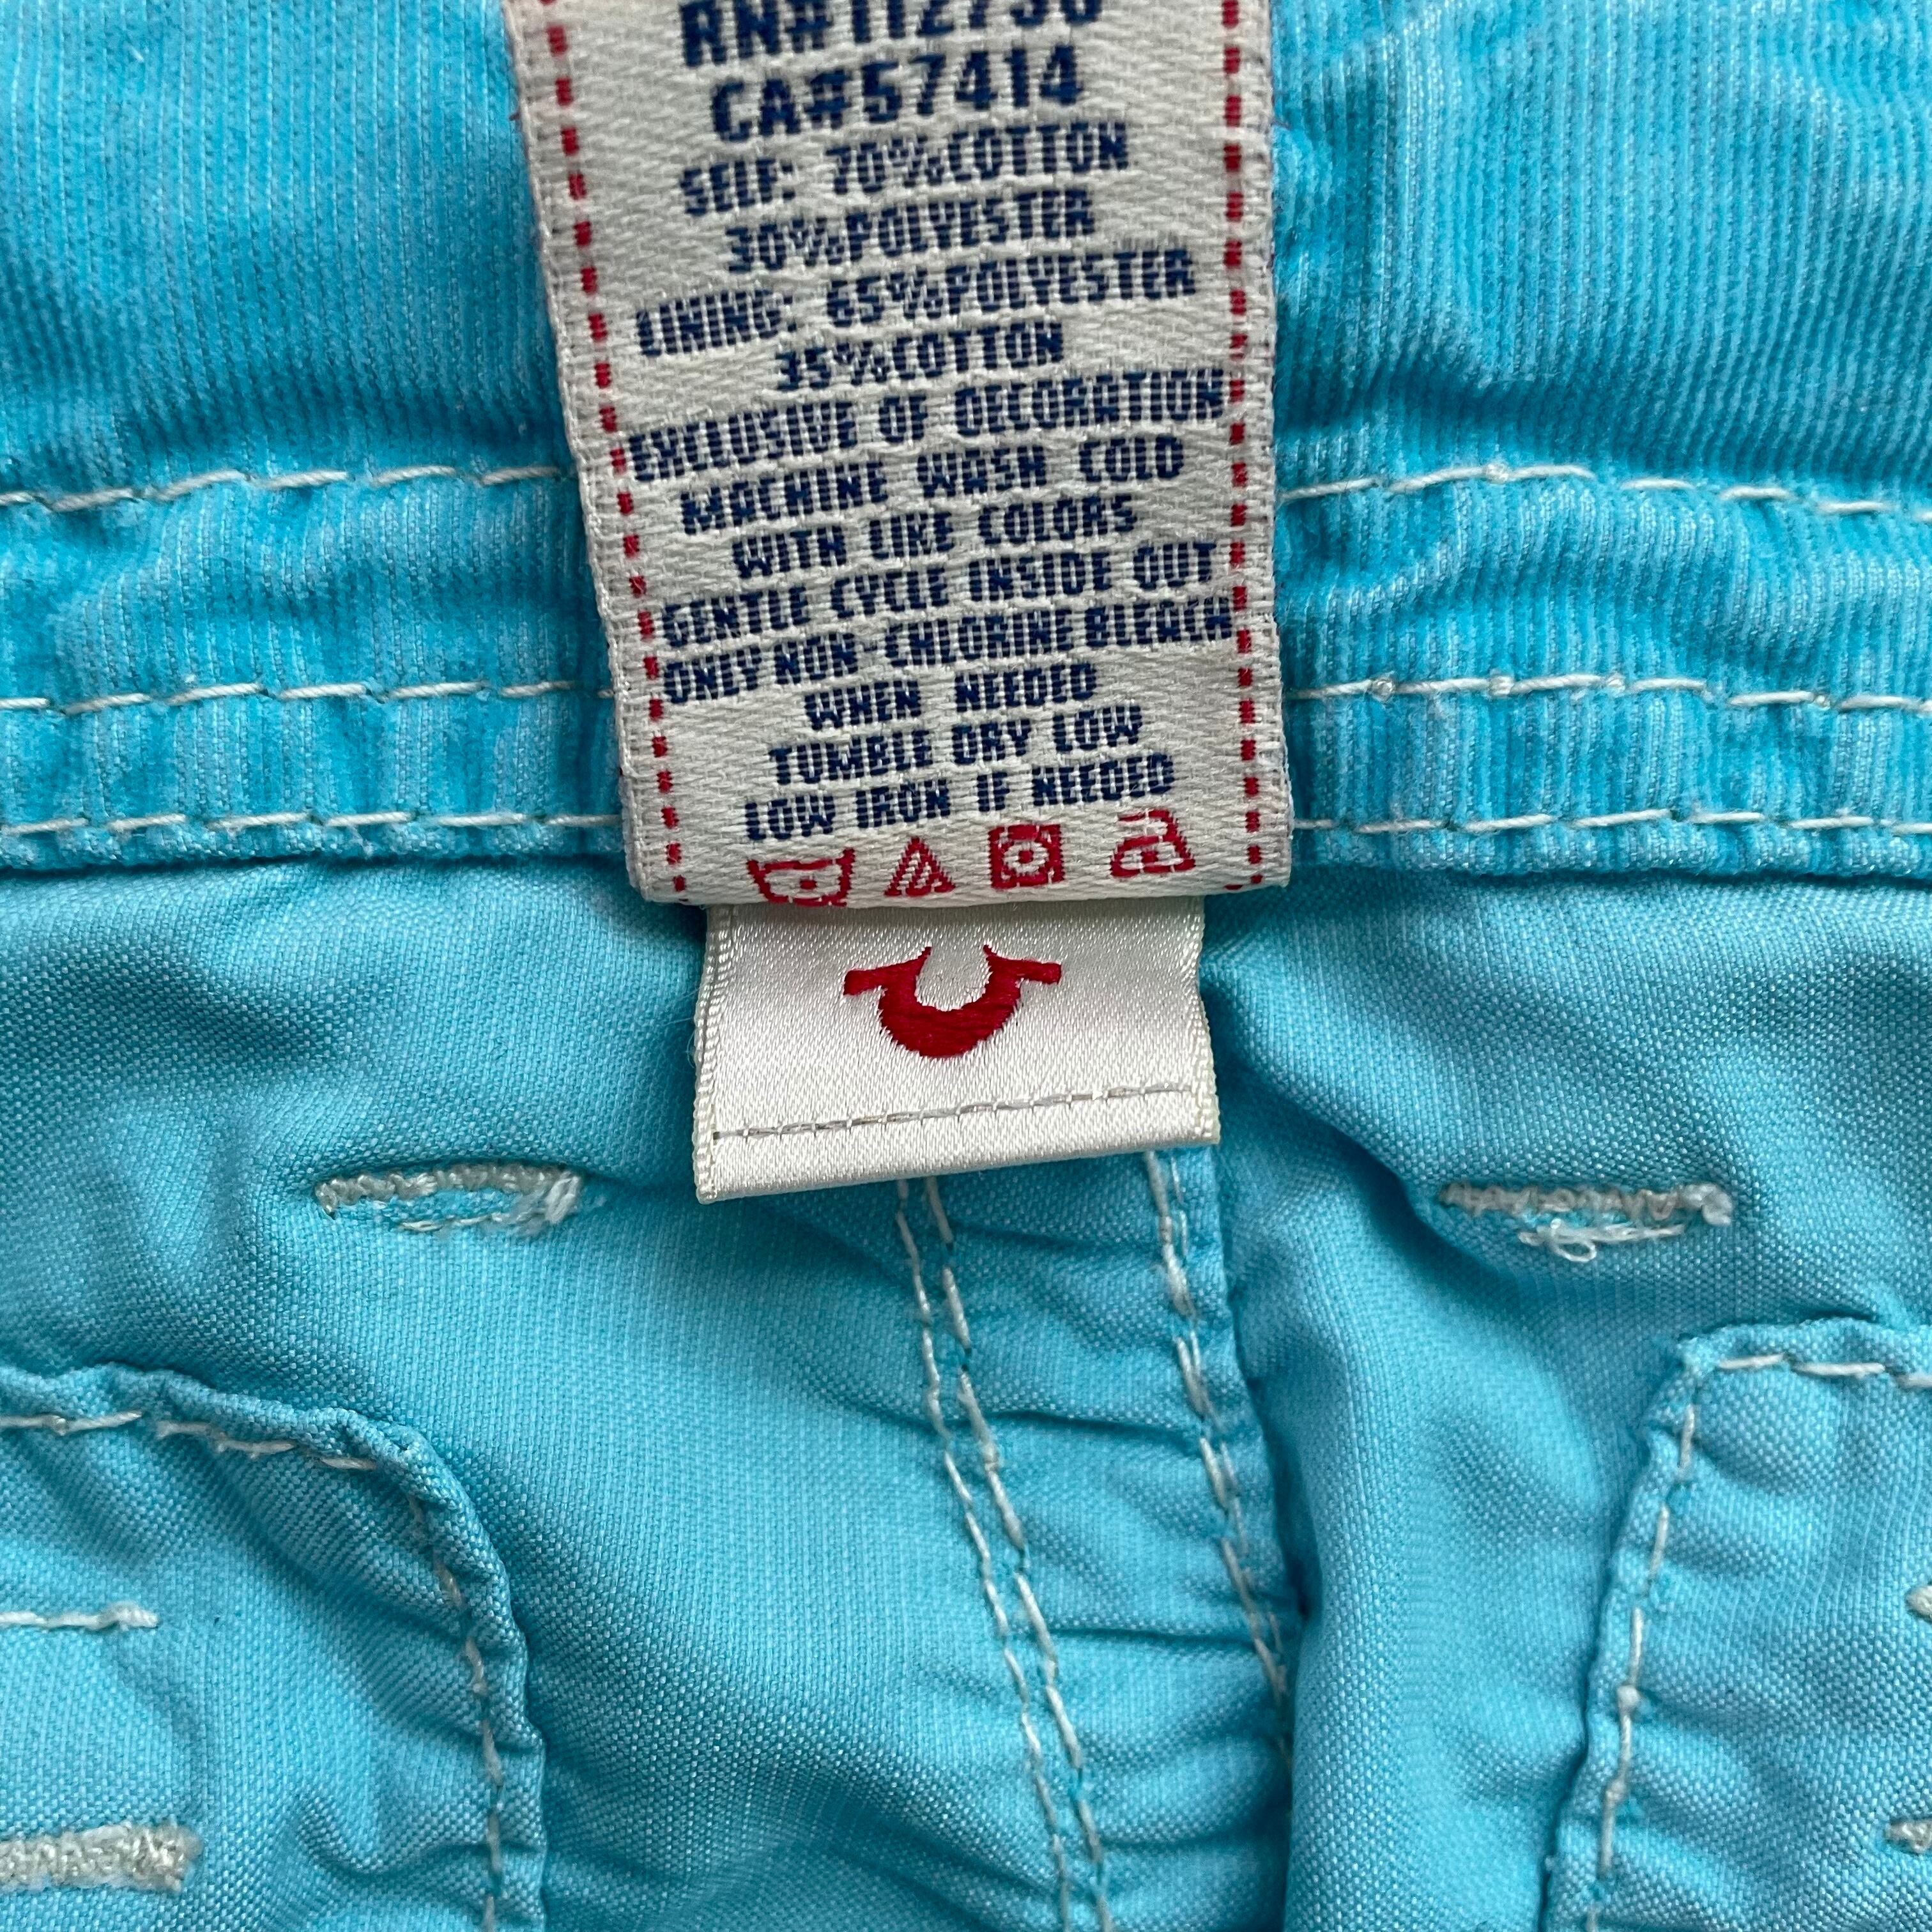 RN#112790
CA#57414
SELF: 70%COTTON
30%POLYESTER
LINING: 65%POLYESTER
35%COTTON
EXCLUSIVE OF DECORATION
MACHINE WASH COLD
WITH LIKE COLORS
GENTLE CYCLE INSIDE OUT
ONLY NON-CHLORINE BLEACH
WHEN NEEDED
TUMBLE DRY LOW
LOW IRON IF NEEDED